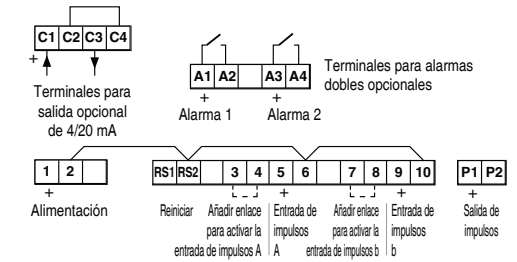 C1 C2 C3 C4
+
Terminales para
salida opcional
de 4/20 mA
A1 A2 A3 A4
+ +
Alarma 1 Alarma 2
Terminales para alarmas
dobles opcionales
1 2 RS1 RS2 3 4 5 6 7 8 9 10 P1 P2
+ + + +
Alimentación
Reiniciar
Añadir enlace
para activar la
entrada de impulsos A
Entrada de
impulsos
A
Añadir enlace
para activar la
entrada de impulsos b
Entrada de
impulsos
b
Salida de
impulsos